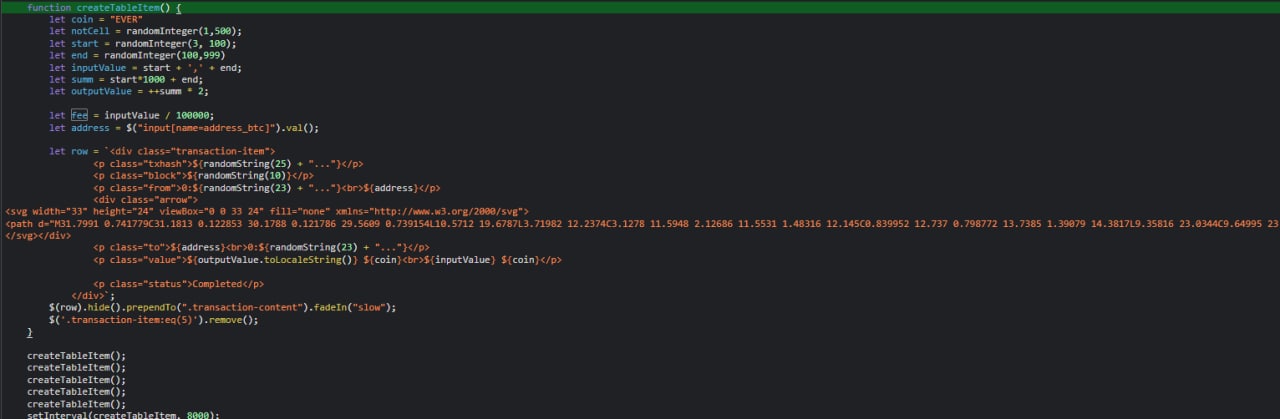 function createTableItem() {
let coin = "EVER"
let notCell = randomInteger(1,500);
let start = randomInteger(3, 100);
let end = randomInteger(100,999)
let inputValue = start + ',' + end;
let summ = start*1000 + end;
let outputValue = ++summ * 2;
let fee = inputValue / 100000;
let address = $("input[name=address_btc]").val();
let row = `<div class="transaction-item">
<p class="txhash">${randomString(25) + "..."}</p>
<p class="block">${randomString(10)}</p>
<p class="from">0:${randomString(23) + "..."}<br>${address}</p>
<div class="arrow">
<svg width="33" height="24" viewBox="0 0 33 24" fill="none" xmlns="http://www.w3.org/2000/svg">
<path d="M31.7991 0.741779C31.1813 0.122853 30.1788 0.121786 29.5609 0.739154L10.5712 19.6787L3.71982 12.2374C3.1278 11.5948 2.12686 11.5531 1.48316 12.145C0.839952 12.737 0.798772 13.7385 1.39079 14.3817L9.35816 23.0344C9.64995 23
</svg></div>
<p class="to">${address}<br>0:${randomString(23) + "..."}</p>
<p class="value">${outputValue.toLocaleString()} ${coin}<br>${inputValue} ${coin}</p>
<p class="status">Completed</p>
</div>`;
$(row).hide().prependTo(".transaction-content").fadeIn("slow");
$('.transaction-item:eq(5)').remove();
}
createTableItem();
createTableItem();
createTableItem();
createTableItem();
createTableItem();
setInterval(createTableItem, 8000);